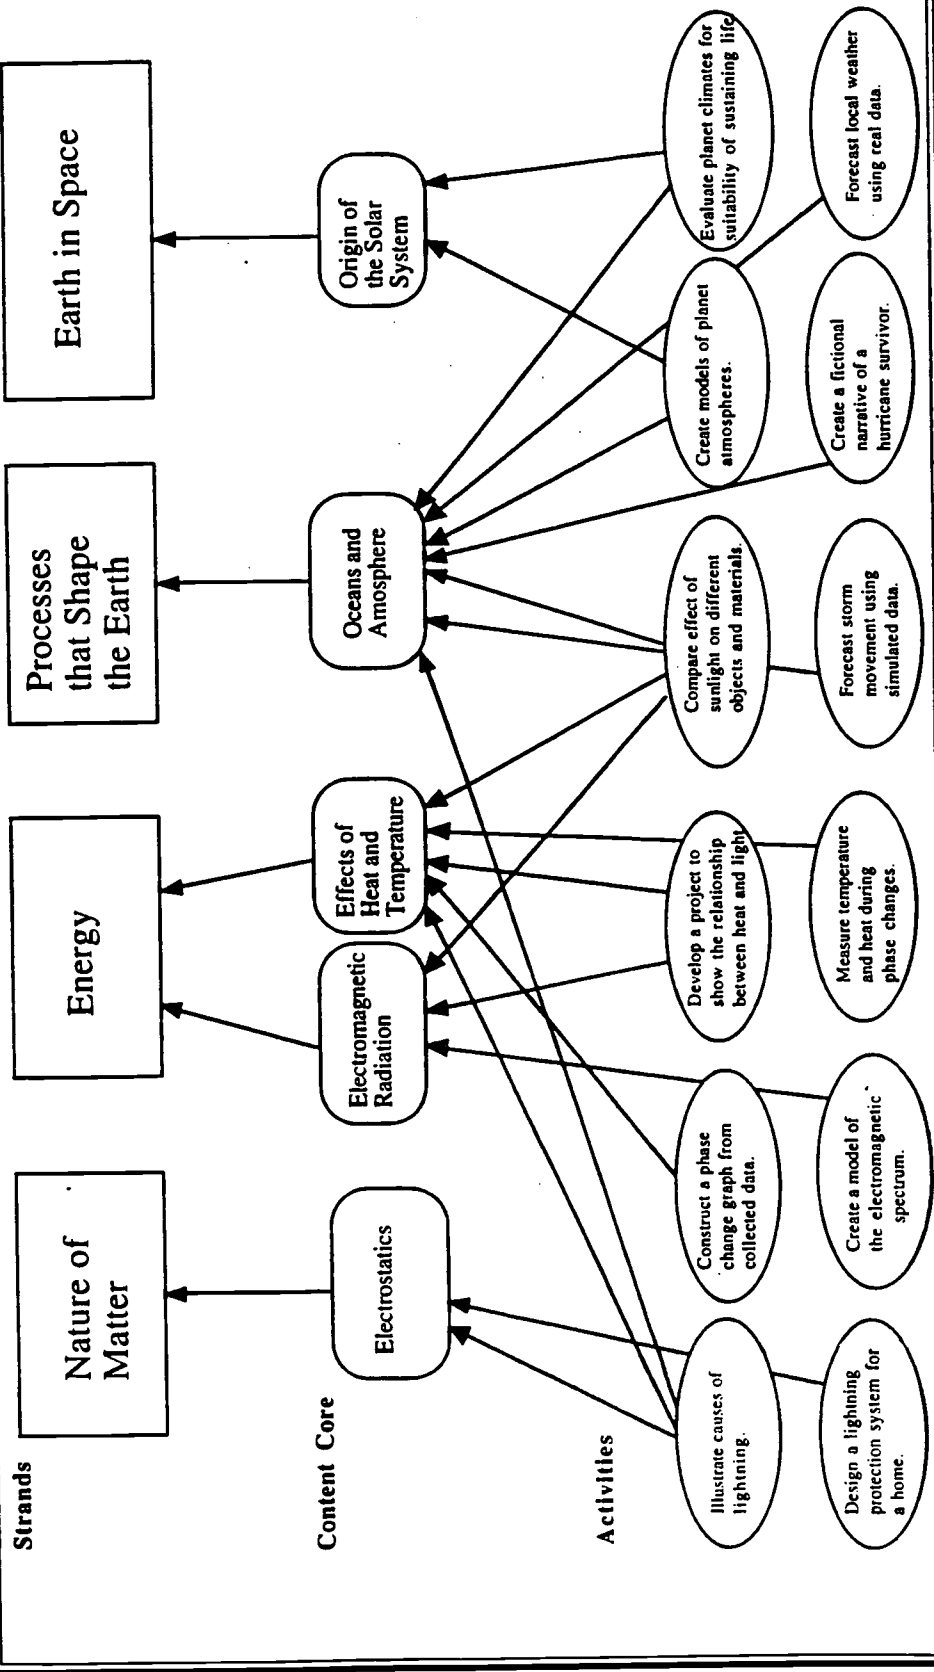 Strands
Nature of
Matter
Energy
Processes
that Shape
the Earth
Earth in Space
Content Core
Electrostatics
Electromagnetic
Radiation
Effects of
Heat and
Temperature
Oceans and
Amosphere
Origin of
the Solar
System
Activities
Illustrate causes of
lightning.
Construct a phase
change graph from
collected data.
Develop a project to
show the relationship
between heat and light
Compare effect of
sunlight on different
objects and materials.
Create models of planet
atmospheres.
Evaluate planet climates for
suitability of sustaining life
Design a lightning
protection system for
a home.
Create a model of
the electromagnetic
spectrum.
Measure temperature
and heat during
phase changes.
Forecast storm
movement using
simulated data.
Create a fictional
narrative of a
hurricane survivor.
Forecast local weather
using real data.